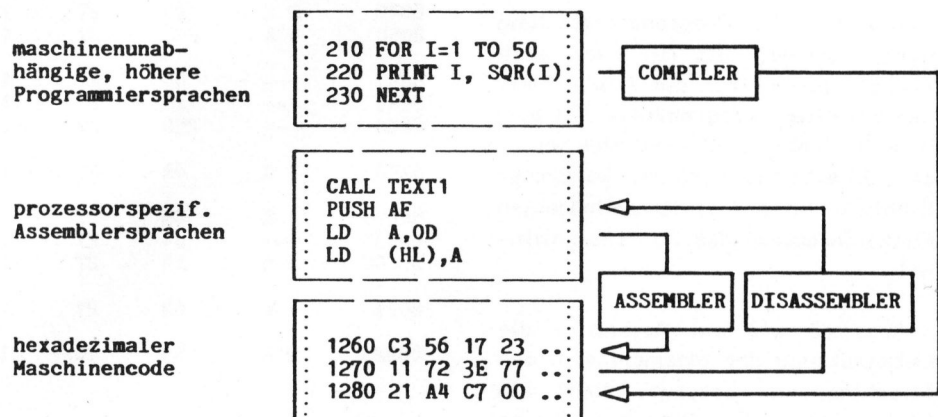 maschinenunab-
hängige, höhere
Programmiersprachen
210 FOR I=1 TO 50
220 PRINT I, SQR(I)
230 NEXT
COMPILER
prozessorspezif.
Assemblersprachen
CALL TEXT1
PUSH AF
LD A,OD
LD (HL),A
ASSEMBLER
DISASSEMBLER
hexadezimaler
Maschinencode
1260 C3 56 17 23 ..
1270 11 72 3E 77 ..
1280 21 A4 C7 00 ..